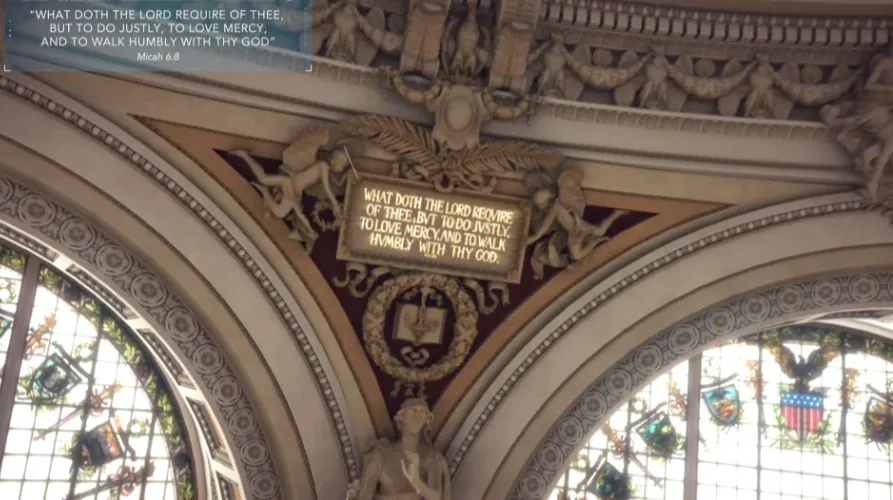 “WHAT DOTH THE LORD REQUIRE OF THEE,
BUT TO DO JUSTLY, TO LOVE MERCY,
AND TO WALK HUMBLY WITH THY GOD”
Micah 6:8
WHAT DOTH THE LORD REQVIRE
OF THEE, BVT TO DO JVSTLY,
TO LOVE MERCY, AND TO WALK
HVMBLY WITH THY GOD.